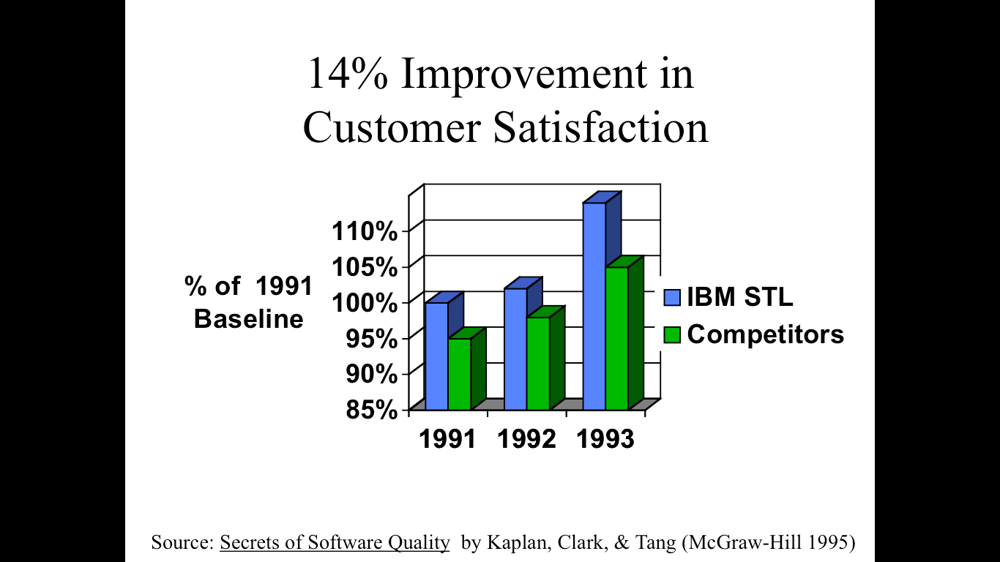 14% Improvement in
Customer Satisfaction
110%
105%
100%
95%
90%
85%
% of 1991
Baseline
1991 1992 1993
IBM STL
Competitors
Source: Secrets of Software Quality by Kaplan, Clark, & Tang (McGraw-Hill 1995)